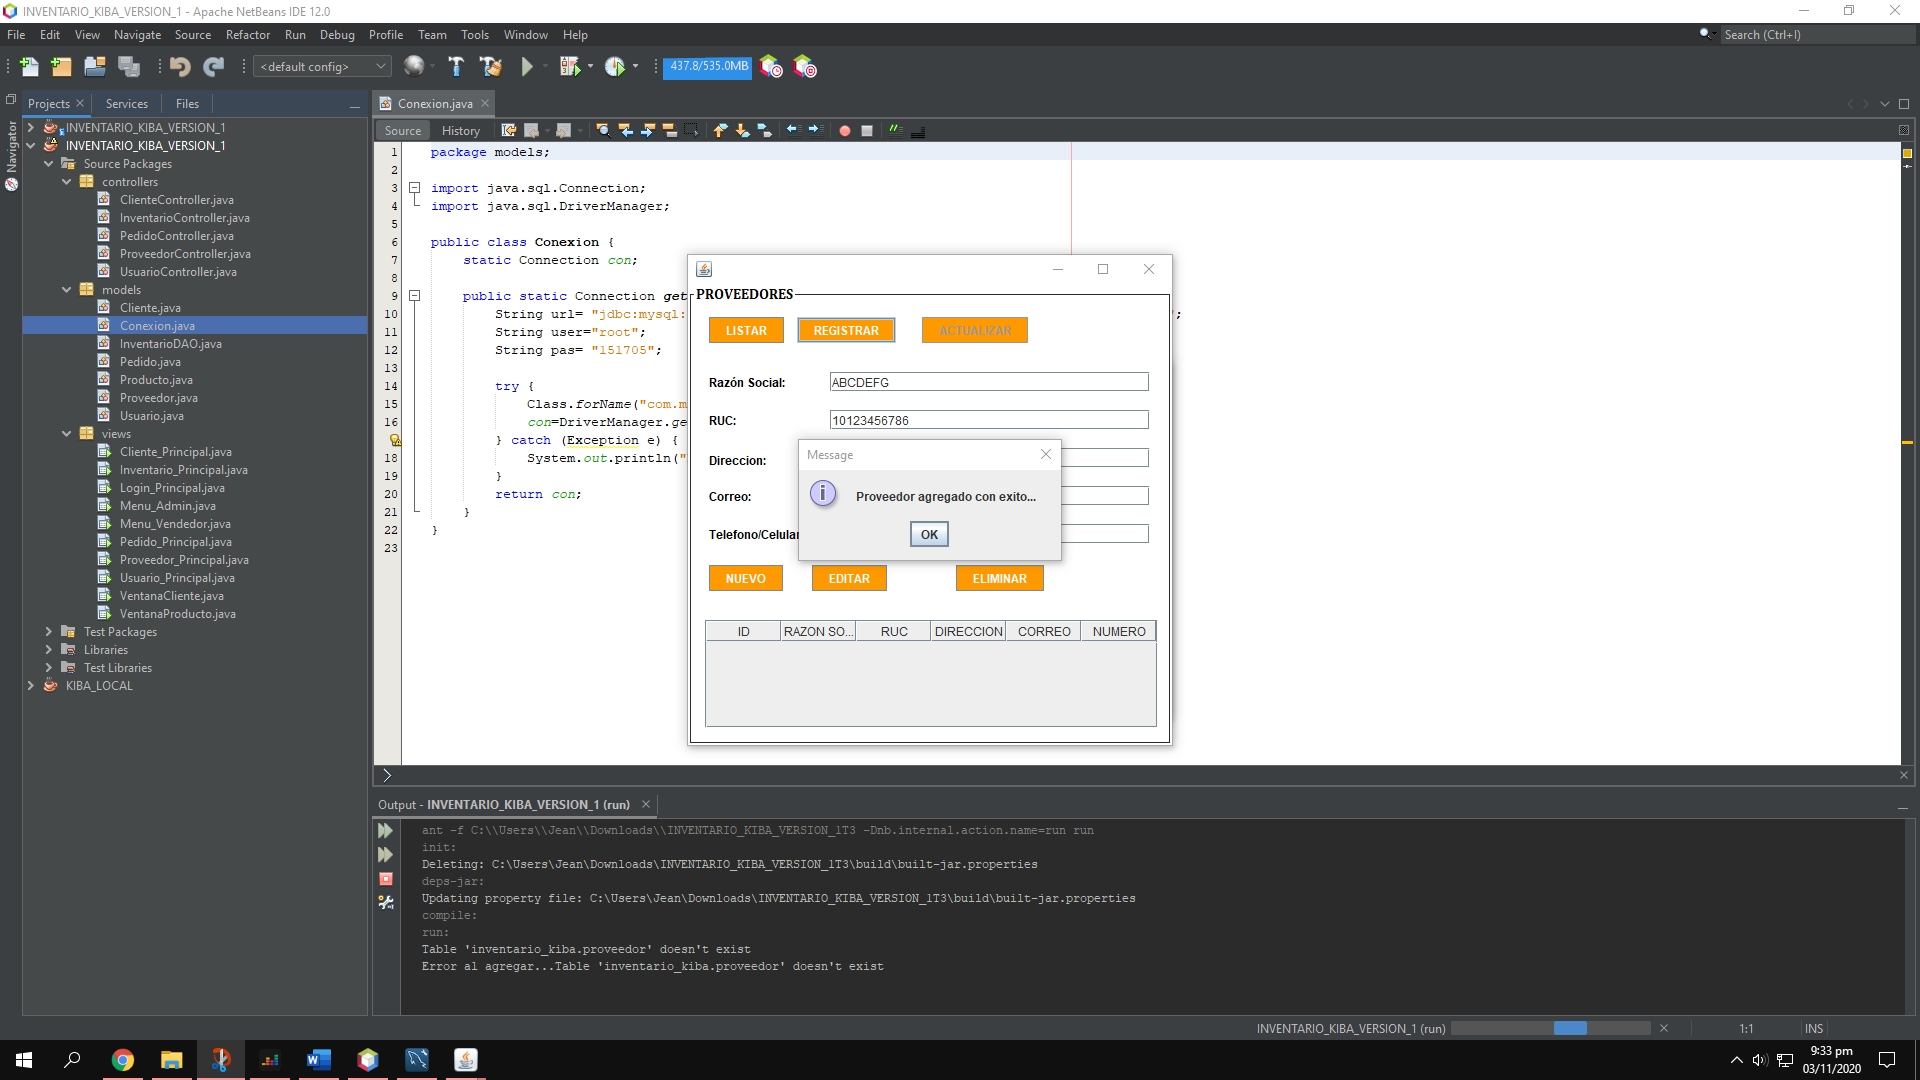 INVENTARIO_KIBA_VERSION_1 - Apache NetBeans IDE 12.0
File Edit View Navigate Source Refactor Run Debug Profile Team Tools Window Help
Search (Ctrl+I)
<default config>
437.8/535.0MB
Projects Services Files
Navigator
INVENTARIO_KIBA_VERSION_1
INVENTARIO_KIBA_VERSION_1
Source Packages
controllers
ClienteController.java
InventarioController.java
PedidoController.java
ProveedorController.java
UsuarioController.java
models
Cliente.java
Conexion.java
InventarioDAO.java
Pedido.java
Producto.java
Proveedor.java
Usuario.java
views
Cliente_Principal.java
Inventario_Principal.java
Login_Principal.java
Menu_Admin.java
Menu_Vendedor.java
Pedido_Principal.java
Proveedor_Principal.java
Usuario_Principal.java
VentanaCliente.java
VentanaProducto.java
Test Packages
Libraries
Test Libraries
KIBA_LOCAL
Conexion.java
Source History
1 package models;
2
3 import java.sql.Connection;
4 import java.sql.DriverManager;
5
6 public class Conexion {
7 static Connection con;
8
9 public static Connection get
10 String url= "jdbc:mysql: ;
11 String user="root";
12 String pas= "151705";
13
14 try {
15 Class.forName("com.m
16 con=DriverManager.ge
} catch (Exception e) {
18 System.out.println("
19 }
20 return con;
21 }
22 }
23
PROVEEDORES
LISTAR REGISTRAR ACTUALIZAR
Razón Social: ABCDEFG
RUC: 10123456786
Direccion:
Correo:
Telefono/Celular
Message
Proveedor agregado con exito...
OK
NUEVO EDITAR ELIMINAR
ID RAZON SO... RUC DIRECCION CORREO NUMERO
Output - INVENTARIO_KIBA_VERSION_1 (run)
ant -f C:\\Users\\Jean\\Downloads\\INVENTARIO_KIBA_VERSION_1T3 -Dnb.internal.action.name=run run
init:
Deleting: C:\Users\Jean\Downloads\INVENTARIO_KIBA_VERSION_1T3\build\built-jar.properties
deps-jar:
Updating property file: C:\Users\Jean\Downloads\INVENTARIO_KIBA_VERSION_1T3\build\built-jar.properties
compile:
run:
Table 'inventario_kiba.proveedor' doesn't exist
Error al agregar...Table 'inventario_kiba.proveedor' doesn't exist
INVENTARIO_KIBA_VERSION_1 (run)
1:1 INS
9:33 pm
03/11/2020